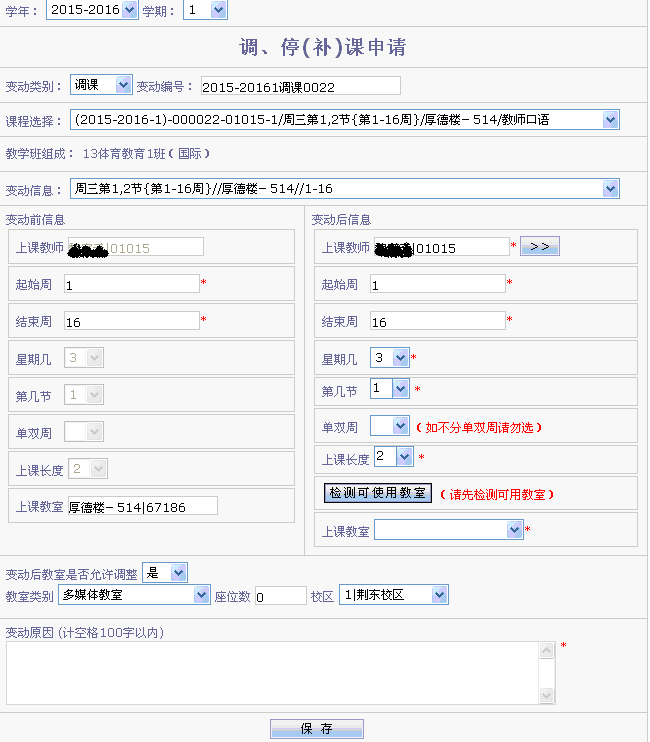 学年： 2015-2016 学期： 1
调、停(补)课申请
变动类别： 调课 变动编号： 2015-20161调课0022
课程选择： (2015-2016-1)-000022-01015-1/周三第1,2节{第1-16周}/厚德楼-514/教师口语
教学班组成： 13体育教育1班（国际）
变动信息： 周三第1,2节{第1-16周}//厚德楼-514//1-16
变动前信息
上课教师 |01015
起始周 1 *
结束周 16 *
星期几 3
第几节 1
单双周
上课长度 2
上课教室 厚德楼-514|67186
变动后信息
上课教师 |01015 * >>
起始周 1 *
结束周 16 *
星期几 3 *
第几节 1 *
单双周 （如不分单双周请勿选）
上课长度 2 *
检测可使用教室 （请先检测可用教室）
上课教室 *
变动后教室是否允许调整 是
教室类别 多媒体教室 座位数 0 校区 1|荆东校区
变动原因 (计空格100字以内)
*
保 存